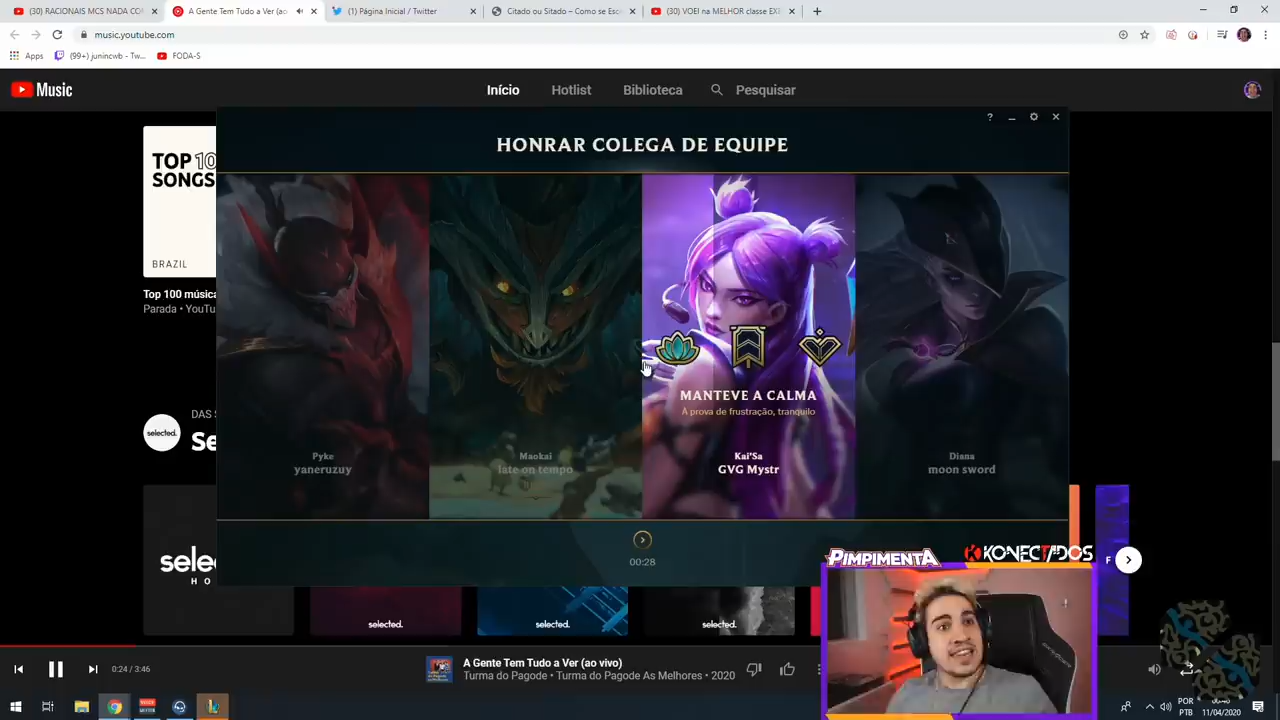 (30) RACIONAIS MCS NADA CO
A Gente Tem Tudo a Ver (ao
(1) Página Inicial / Twitter
Citado ou Sitado – Como se Esc
(30) VOEI na MELHOR classe EX
music.youtube.com
Apps
(99+) junincwb - Tw...
FODA-S
Music
Início
Hotlist
Biblioteca
Pesquisar
HONRAR COLEGA DE EQUIPE
TOP 10
SONGS
BRAZIL
Top 100 música
Parada • YouTu
MANTEVE A CALMA
À prova de frustração, tranquilo
Pyke
yaneruzuy
Maokai
late on tempo
Kai'Sa
GVG Mystr
Diana
moon sword
selected.
DAS S
Se
00:28
sele
HO
selected.
selected.
selected.
F
PIMPIMENTA
KONECTDOS
0:24 / 3:46
A Gente Tem Tudo a Ver (ao vivo)
Turma do Pagode • Turma do Pagode As Melhores • 2020
POR
PTB
11/04/2020